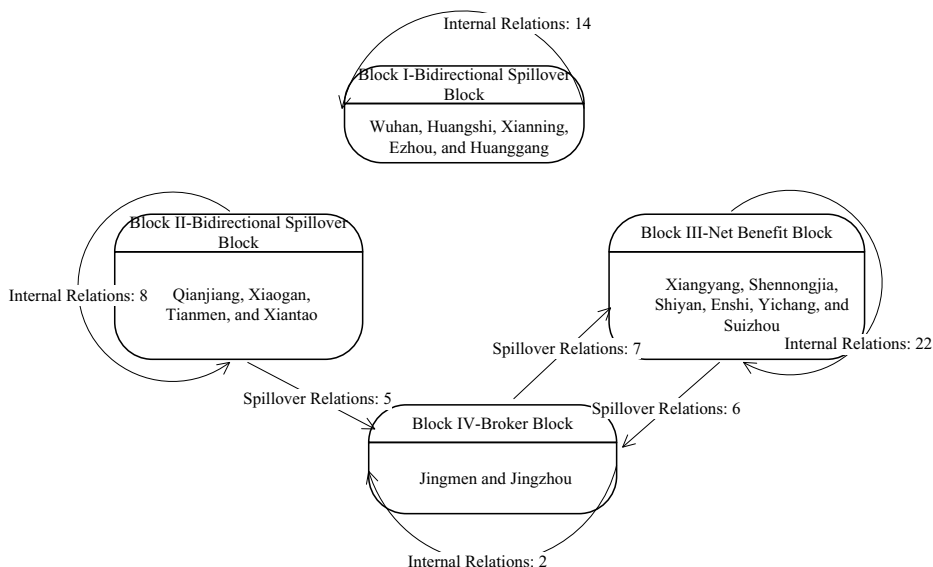 Internal Relations: 14
Block I-Bidirectional Spillover
Block
Wuhan, Huangshi, Xianning,
Ezhou, and Huanggang
Block II-Bidirectional Spillover
Block
Internal Relations: 8
Qianjiang, Xiaogan,
Tianmen, and Xiantao
Block III-Net Benefit Block
Xiangyang, Shennongjia,
Shiyan, Enshi, Yichang, and
Suizhou
Internal Relations: 22
Spillover Relations: 7
Spillover Relations: 5
Spillover Relations: 6
Block IV-Broker Block
Jingmen and Jingzhou
Internal Relations: 2